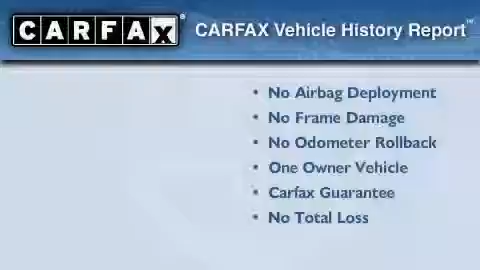 CARFAX® CARFAX Vehicle History Report™
• No Airbag Deployment
• No Frame Damage
• No Odometer Rollback
• One Owner Vehicle
• Carfax Guarantee
• No Total Loss